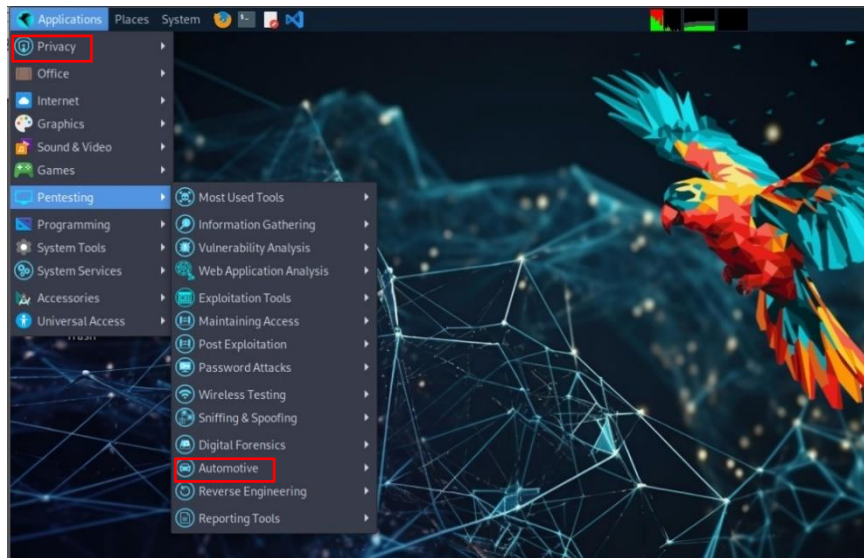 Applications Places System
Privacy
Office
Internet
Graphics
Sound & Video
Games
Pentesting
Programming
System Tools
System Services
Accessories
Universal Access
Most Used Tools
Information Gathering
Vulnerability Analysis
Web Application Analysis
Exploitation Tools
Maintaining Access
Post Exploitation
Password Attacks
Wireless Testing
Sniffing & Spoofing
Digital Forensics
Automotive
Reverse Engineering
Reporting Tools